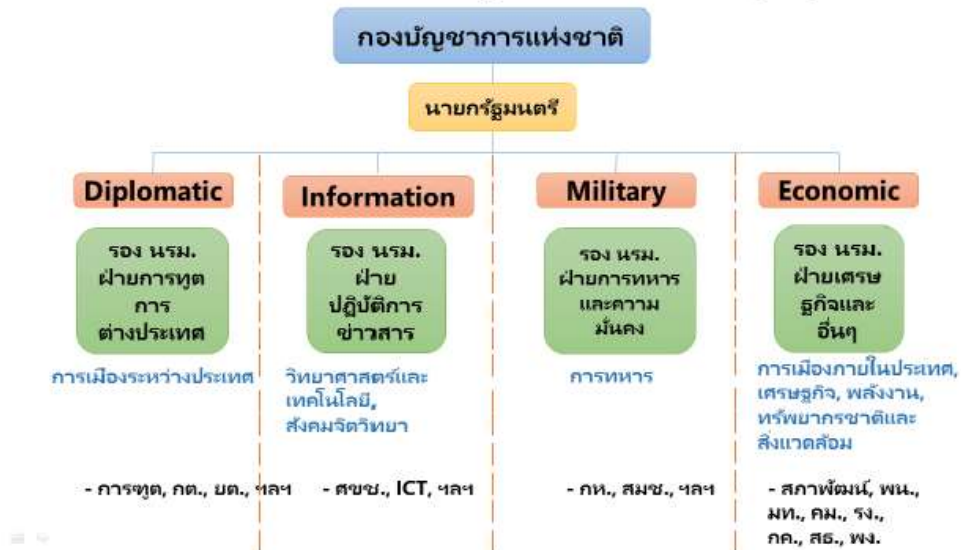 กองบัญชาการแห่งชาติ
นายกรัฐมนตรี
Diplomatic
รอง นรม.
ฝ่ายการทูต
การ
ต่างประเทศ
การเมืองระหว่างประเทศ
- การฑูต, กต., ยต., ฯลฯ
Information
รอง นรม.
ฝ่าย
ปฏิบัติการ
ข่าวสาร
วิทยาศาสตร์และ
เทคโนโลยี,
สังคมจิตวิทยา
- ศขช., ICT, ฯลฯ
Military
รอง นรม.
ฝ่ายการทหาร
และความ
มั่นคง
การทหาร
- กห., สมช., ฯลฯ
Economic
รอง นรม.
ฝ่ายเศรษ
ฐกิจและ
อื่นๆ
การเมืองภายในประเทศ,
เศรษฐกิจ, พลังงาน,
ทรัพยากรชาติและ
สิ่งแวดล้อม
- สภาพัฒน์, พน.,
มท., คม., รง.,
กค., สธ., พง.